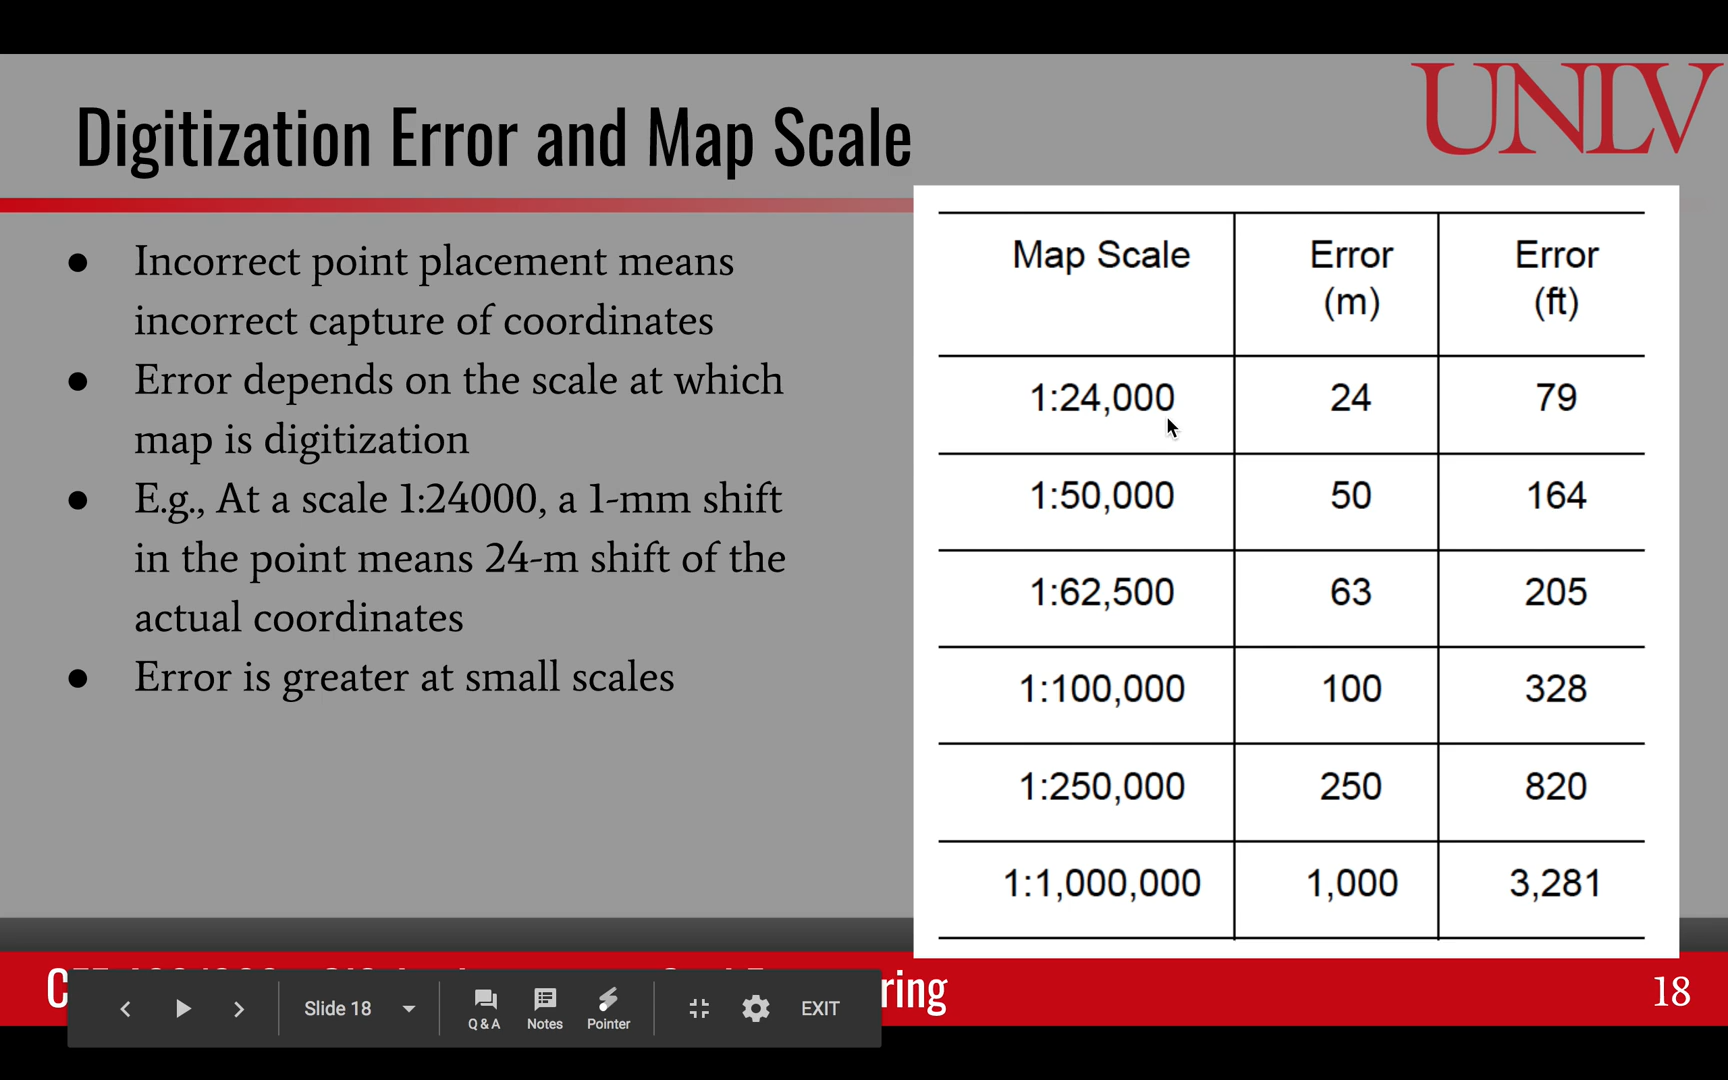 UNLV
Digitization Error and Map Scale
● Incorrect point placement means
incorrect capture of coordinates
● Error depends on the scale at which
map is digitization
● E.g., At a scale 1:24000, a 1-mm shift
in the point means 24-m shift of the
actual coordinates
● Error is greater at small scales
Map Scale Error (m) Error (ft)
1:24,000 24 79
1:50,000 50 164
1:62,500 63 205
1:100,000 100 328
1:250,000 250 820
1:1,000,000 1,000 3,281
ring 18
Slide 18 Q & A Notes Pointer EXIT